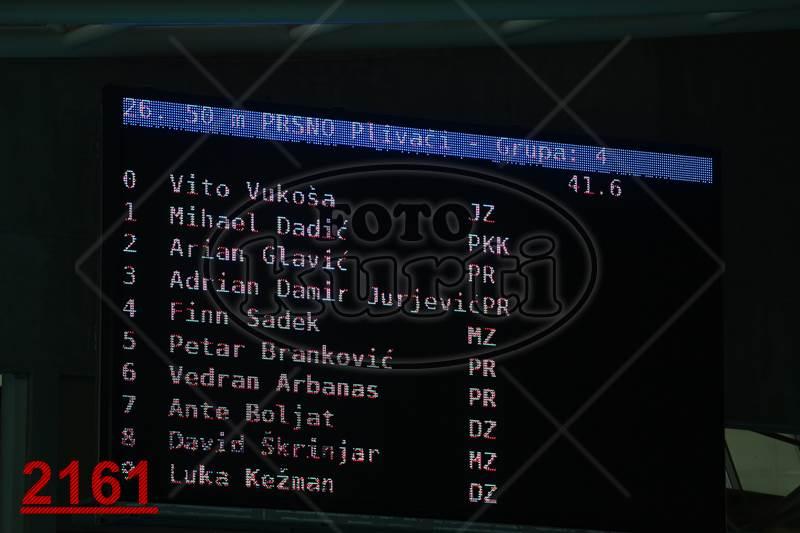 26. 50 m PRSNO Plivači - Grupa: 4
41.6
0 Vito Vukoša JZ
1 Mihael Dadić PKK
2 Arian Glavić PR
3 Adrian Damir Jurjević PR
4 Finn Sadek MZ
5 Petar Branković PR
6 Vedran Arbanas PR
7 Ante Boljat DZ
8 David Škrinjar MZ
9 Luka Kežman DZ
FOTO
kurti
2161